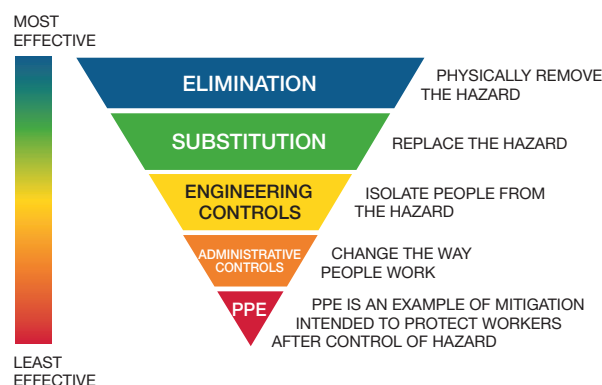 MOST
EFFECTIVE
ELIMINATION
PHYSICALLY REMOVE
THE HAZARD
SUBSTITUTION
REPLACE THE HAZARD
ENGINEERING
CONTROLS
ISOLATE PEOPLE FROM
THE HAZARD
ADMINISTRATIVE
CONTROLS
CHANGE THE WAY
PEOPLE WORK
PPE
PPE IS AN EXAMPLE OF MITIGATION
INTENDED TO PROTECT WORKERS
AFTER CONTROL OF HAZARD
LEAST
EFFECTIVE